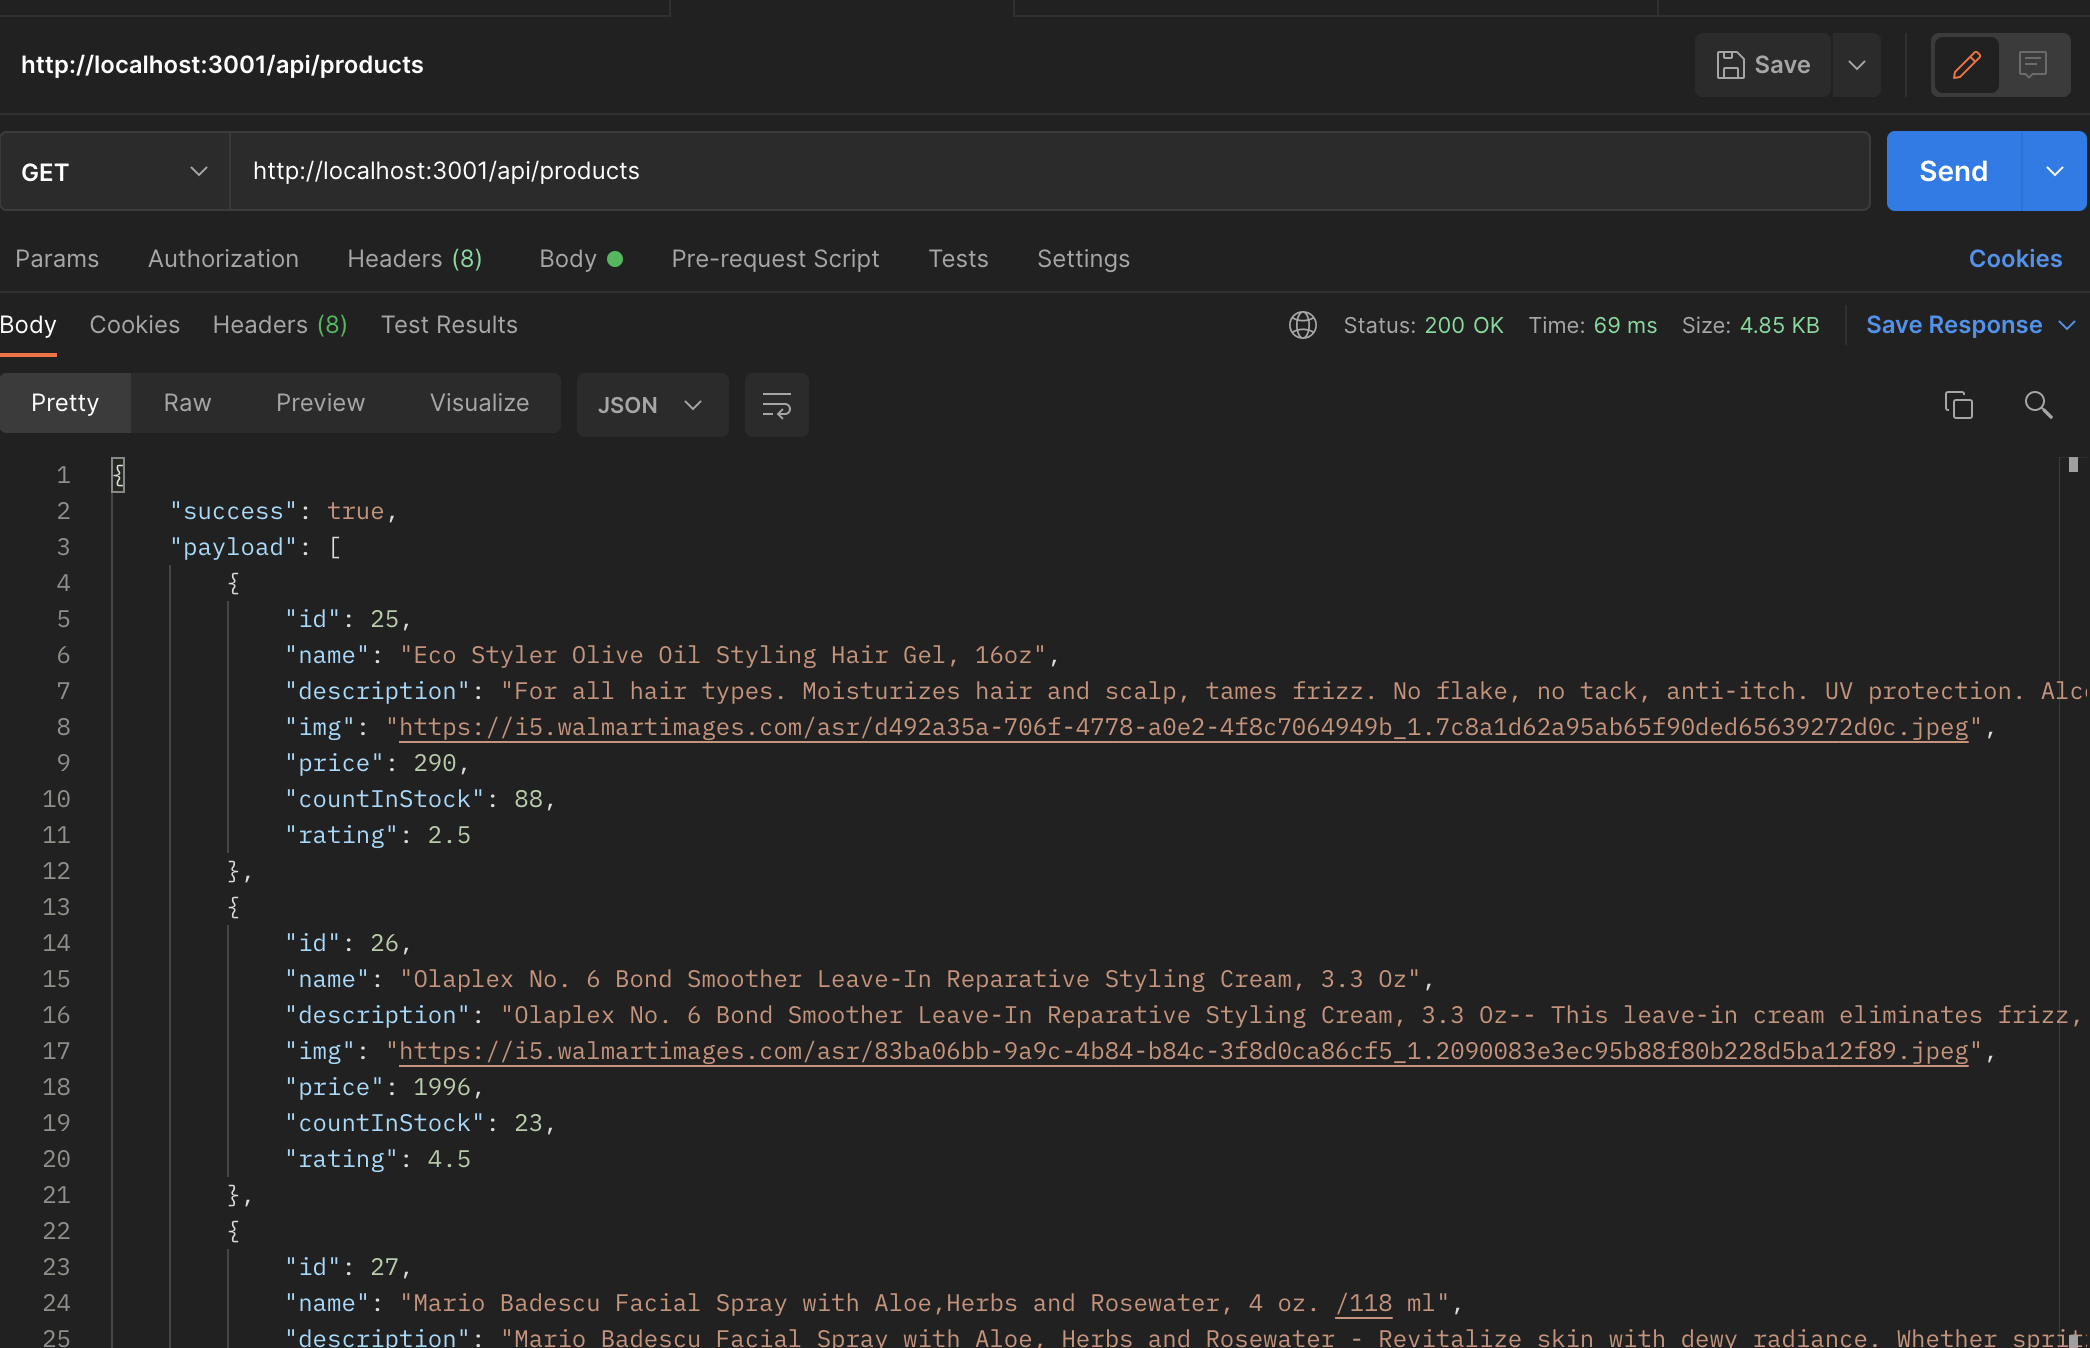 http://localhost:3001/api/products
Save
GET
http://localhost:3001/api/products
Send
Params Authorization Headers (8) Body Pre-request Script Tests Settings Cookies
Body Cookies Headers (8) Test Results Status: 200 OK Time: 69 ms Size: 4.85 KB Save Response
Pretty Raw Preview Visualize JSON
1 {
2 "success": true,
3 "payload": [
4 {
5 "id": 25,
6 "name": "Eco Styler Olive Oil Styling Hair Gel, 16oz",
7 "description": "For all hair types. Moisturizes hair and scalp, tames frizz. No flake, no tack, anti-itch. UV protection.
8 "img": "https://i5.walmartimages.com/asr/d492a35a-706f-4778-a0e2-4f8c7064949b_1.7c8a1d62a95ab65f90ded65639272d0c.jpeg",
9 "price": 290,
10 "countInStock": 88,
11 "rating": 2.5
12 },
13 {
14 "id": 26,
15 "name": "Olaplex No. 6 Bond Smoother Leave-In Reparative Styling Cream, 3.3 Oz",
16 "description": "Olaplex No. 6 Bond Smoother Leave-In Reparative Styling Cream, 3.3 Oz-- This leave-in cream eliminates frizz,
17 "img": "https://i5.walmartimages.com/asr/83ba06bb-9a9c-4b84-b84c-3f8d0ca86cf5_1.2090083e3ec95b88f80b228d5ba12f89.jpeg",
18 "price": 1996,
19 "countInStock": 23,
20 "rating": 4.5
21 },
22 {
23 "id": 27,
24 "name": "Mario Badescu Facial Spray with Aloe,Herbs and Rosewater, 4 oz. /118 ml",
25 "description": "Mario Badescu Facial Spray with Aloe, Herbs and Rosewater - Revitalize skin with dewy radiance. Whether